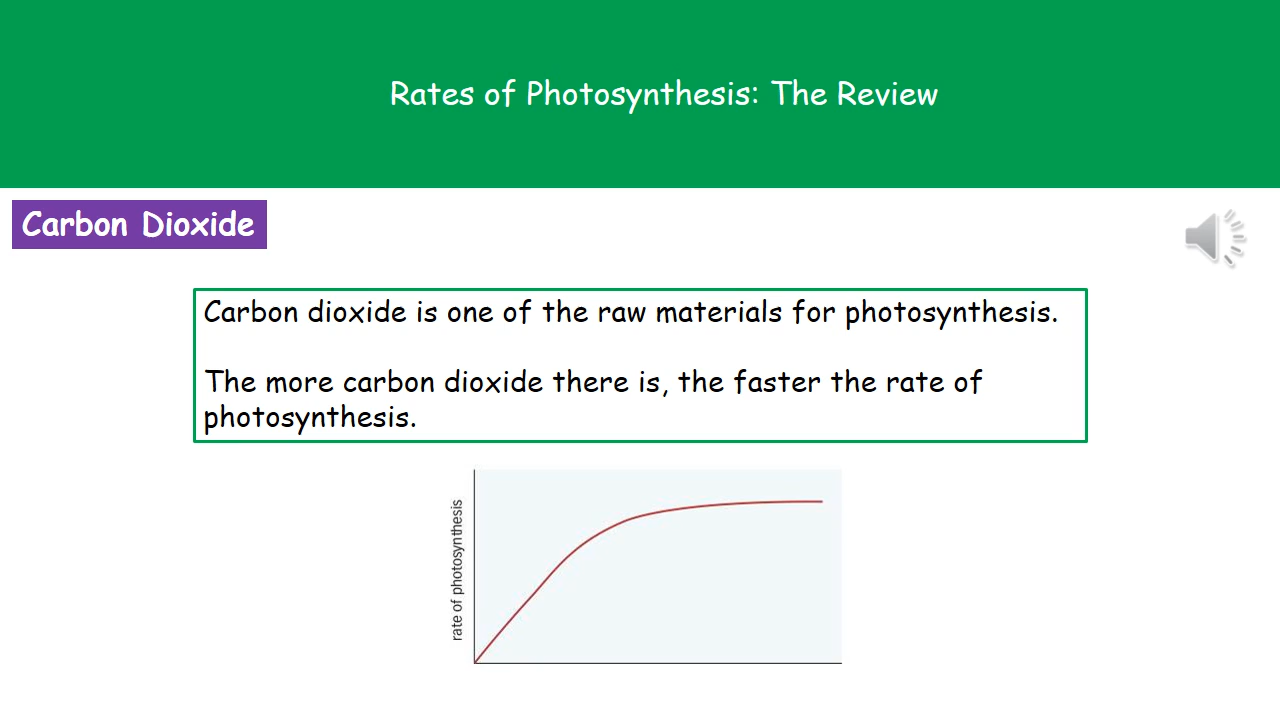 Rates of Photosynthesis: The Review
Carbon Dioxide
Carbon dioxide is one of the raw materials for photosynthesis.
The more carbon dioxide there is, the faster the rate of
photosynthesis.
rate of photosynthesis